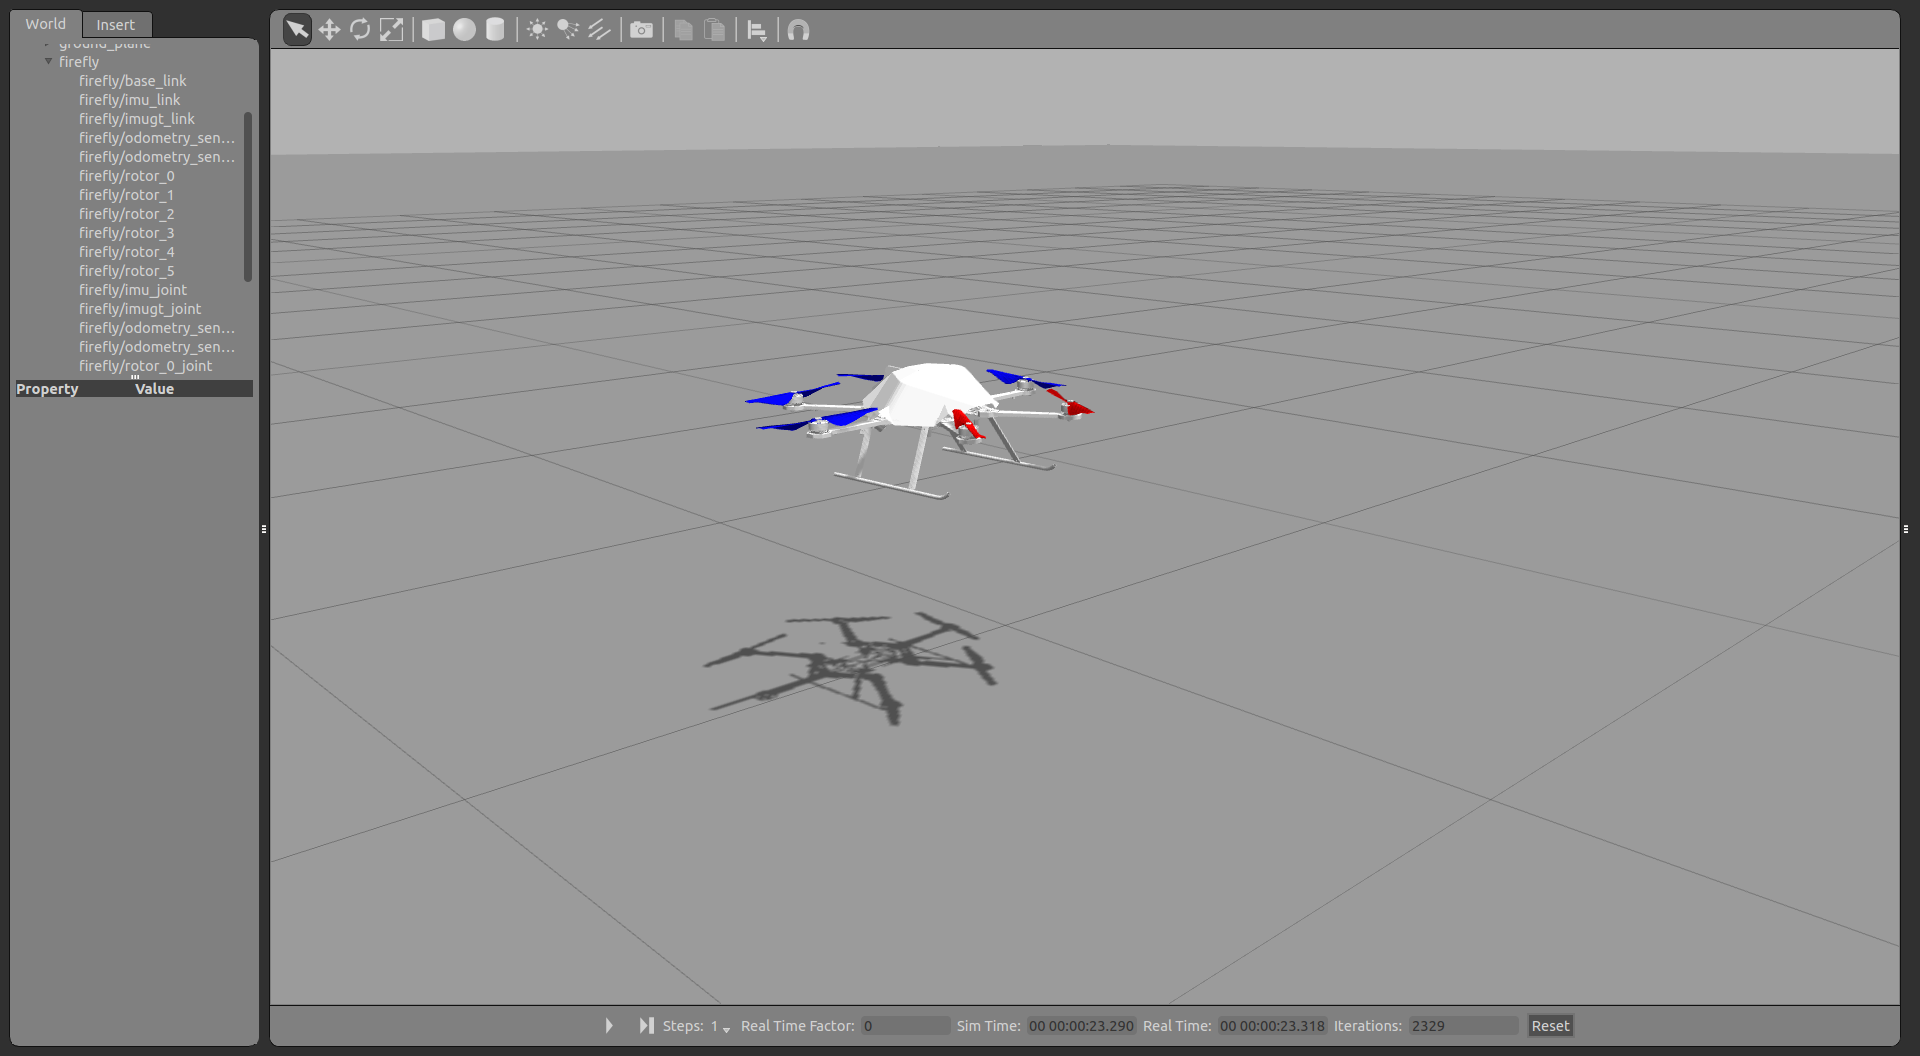 World
Insert
ground_plane
firefly
firefly/base_link
firefly/imu_link
firefly/imugt_link
firefly/odometry_sen...
firefly/odometry_sen...
firefly/rotor_0
firefly/rotor_1
firefly/rotor_2
firefly/rotor_3
firefly/rotor_4
firefly/rotor_5
firefly/imu_joint
firefly/imugt_joint
firefly/odometry_sen...
firefly/odometry_sen...
firefly/rotor_0_joint
Property Value
Steps: 1 Real Time Factor: 0 Sim Time: 00 00:00:23.290 Real Time: 00 00:00:23.318 Iterations: 2329 Reset